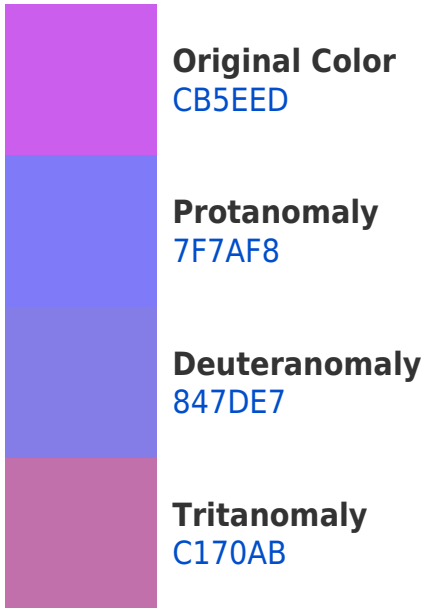 Original Color
CB5EED
Protanomaly
7F7AF8
Deuteranomaly
847DE7
Tritanomaly
C170AB